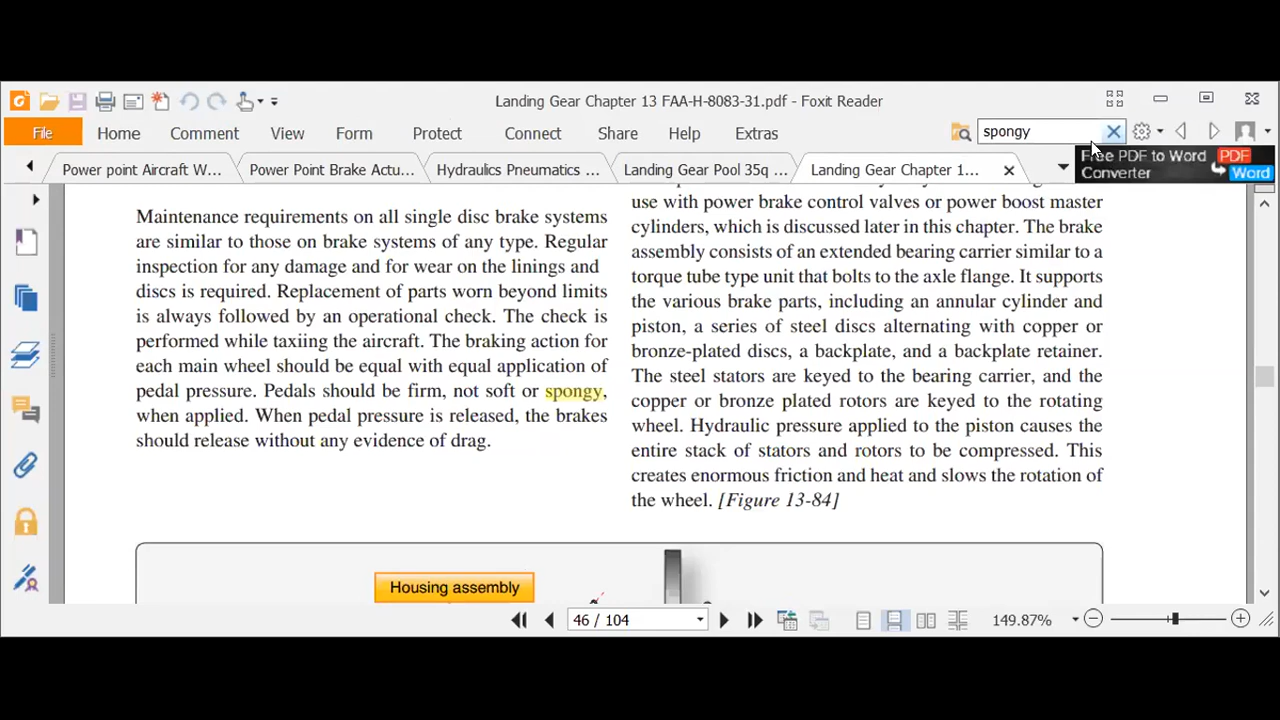 Landing Gear Chapter 13 FAA-H-8083-31.pdf - Foxit Reader
File Home Comment View Form Protect Connect Share Help Extras
spongy
Free PDF to Word
Converter
PDF
Word
Power point Aircraft W... Power Point Brake Actu... Hydraulics Pneumatics ... Landing Gear Pool 35q ... Landing Gear Chapter 1...
Maintenance requirements on all single disc brake systems
are similar to those on brake systems of any type. Regular
inspection for any damage and for wear on the linings and
discs is required. Replacement of parts worn beyond limits
is always followed by an operational check. The check is
performed while taxiing the aircraft. The braking action for
each main wheel should be equal with equal application of
pedal pressure. Pedals should be firm, not soft or spongy,
when applied. When pedal pressure is released, the brakes
should release without any evidence of drag.
use with power brake control valves or power boost master
cylinders, which is discussed later in this chapter. The brake
assembly consists of an extended bearing carrier similar to a
torque tube type unit that bolts to the axle flange. It supports
the various brake parts, including an annular cylinder and
piston, a series of steel discs alternating with copper or
bronze-plated discs, a backplate, and a backplate retainer.
The steel stators are keyed to the bearing carrier, and the
copper or bronze plated rotors are keyed to the rotating
wheel. Hydraulic pressure applied to the piston causes the
entire stack of stators and rotors to be compressed. This
creates enormous friction and heat and slows the rotation of
the wheel. [Figure 13-84]
Housing assembly
46 / 104
149.87%